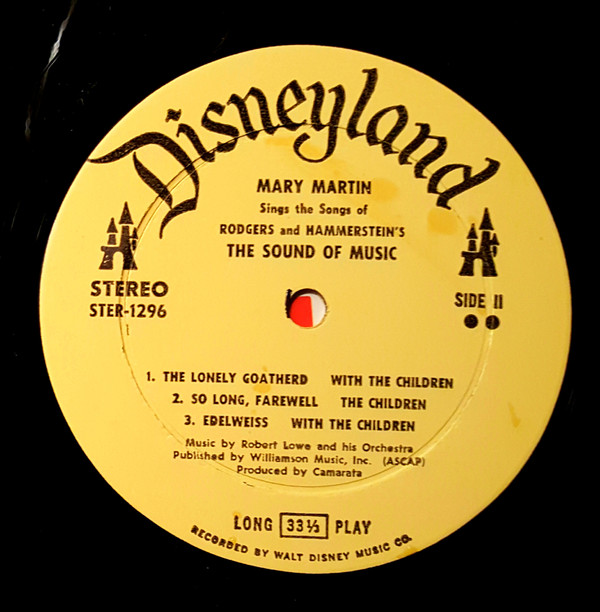 Disneyland
MARY MARTIN
Sings the Songs of
RODGERS and HAMMERSTEIN'S
THE SOUND OF MUSIC
STEREO
STER-1296
SIDE II
1. THE LONELY GOATHERD WITH THE CHILDREN
2. SO LONG, FAREWELL THE CHILDREN
3. EDELWEISS WITH THE CHILDREN
Music by Robert Lowe and his Orchestra
Published by Williamson Music, Inc. (ASCAP)
Produced by Camarata
LONG 33⅓ PLAY
RECORDED BY WALT DISNEY MUSIC CO.